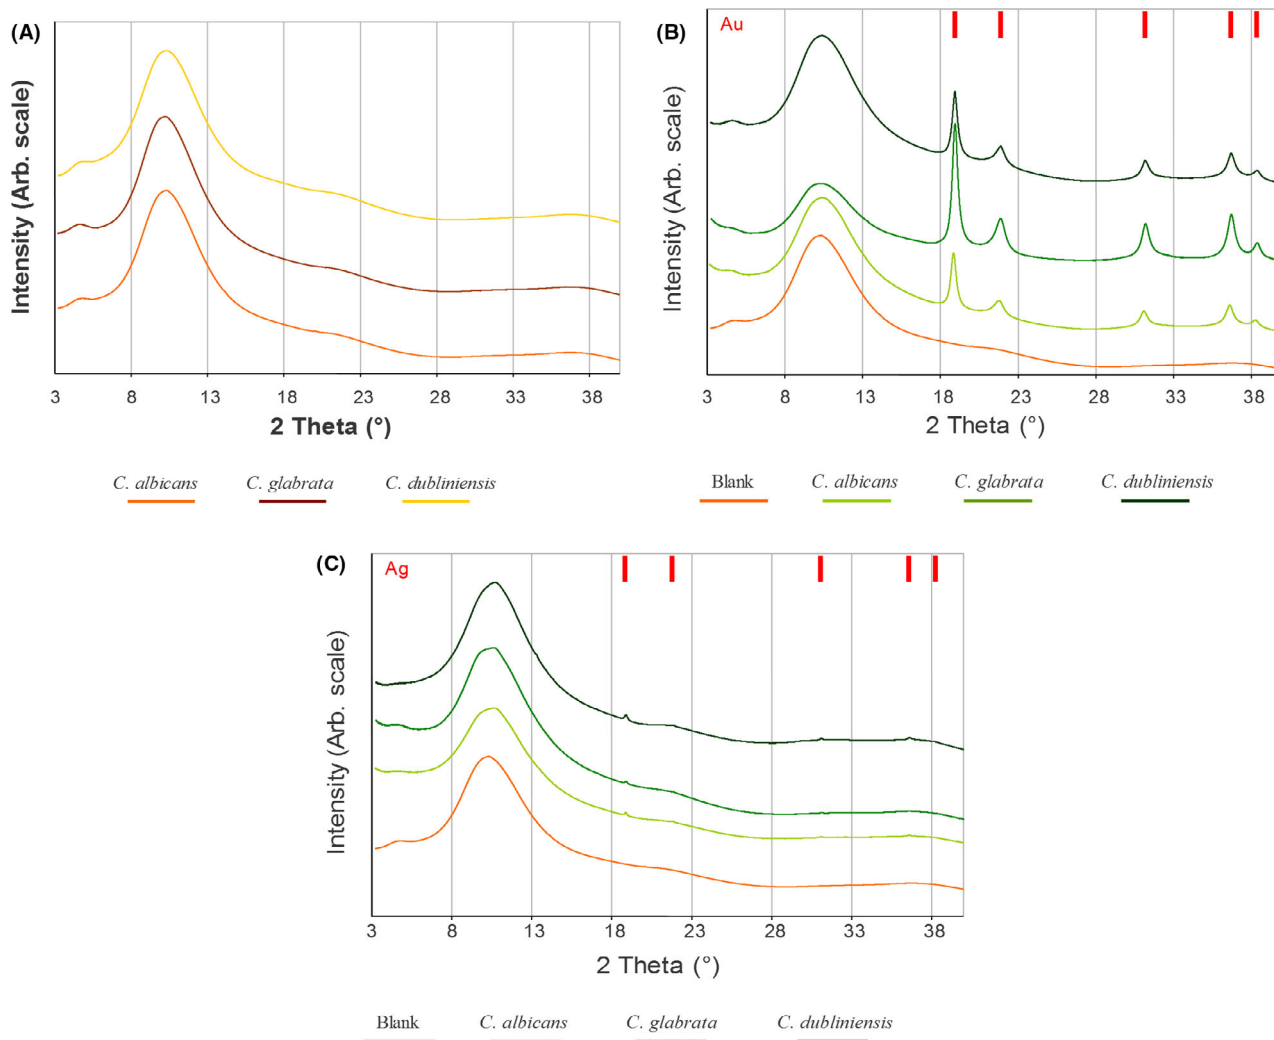 (A)
Intensity (Arb. scale)
3 8 13 18 23 28 33 38
2 Theta (°)
C. albicans C. glabrata C. dubliniensis
(B)
Au
Intensity (Arb. scale)
3 8 13 18 23 28 33 38
2 Theta (°)
Blank C. albicans C. glabrata C. dubliniensis
(C)
Ag
Intensity (Arb. scale)
3 8 13 18 23 28 33 38
2 Theta (°)
Blank C. albicans C. glabrata C. dubliniensis